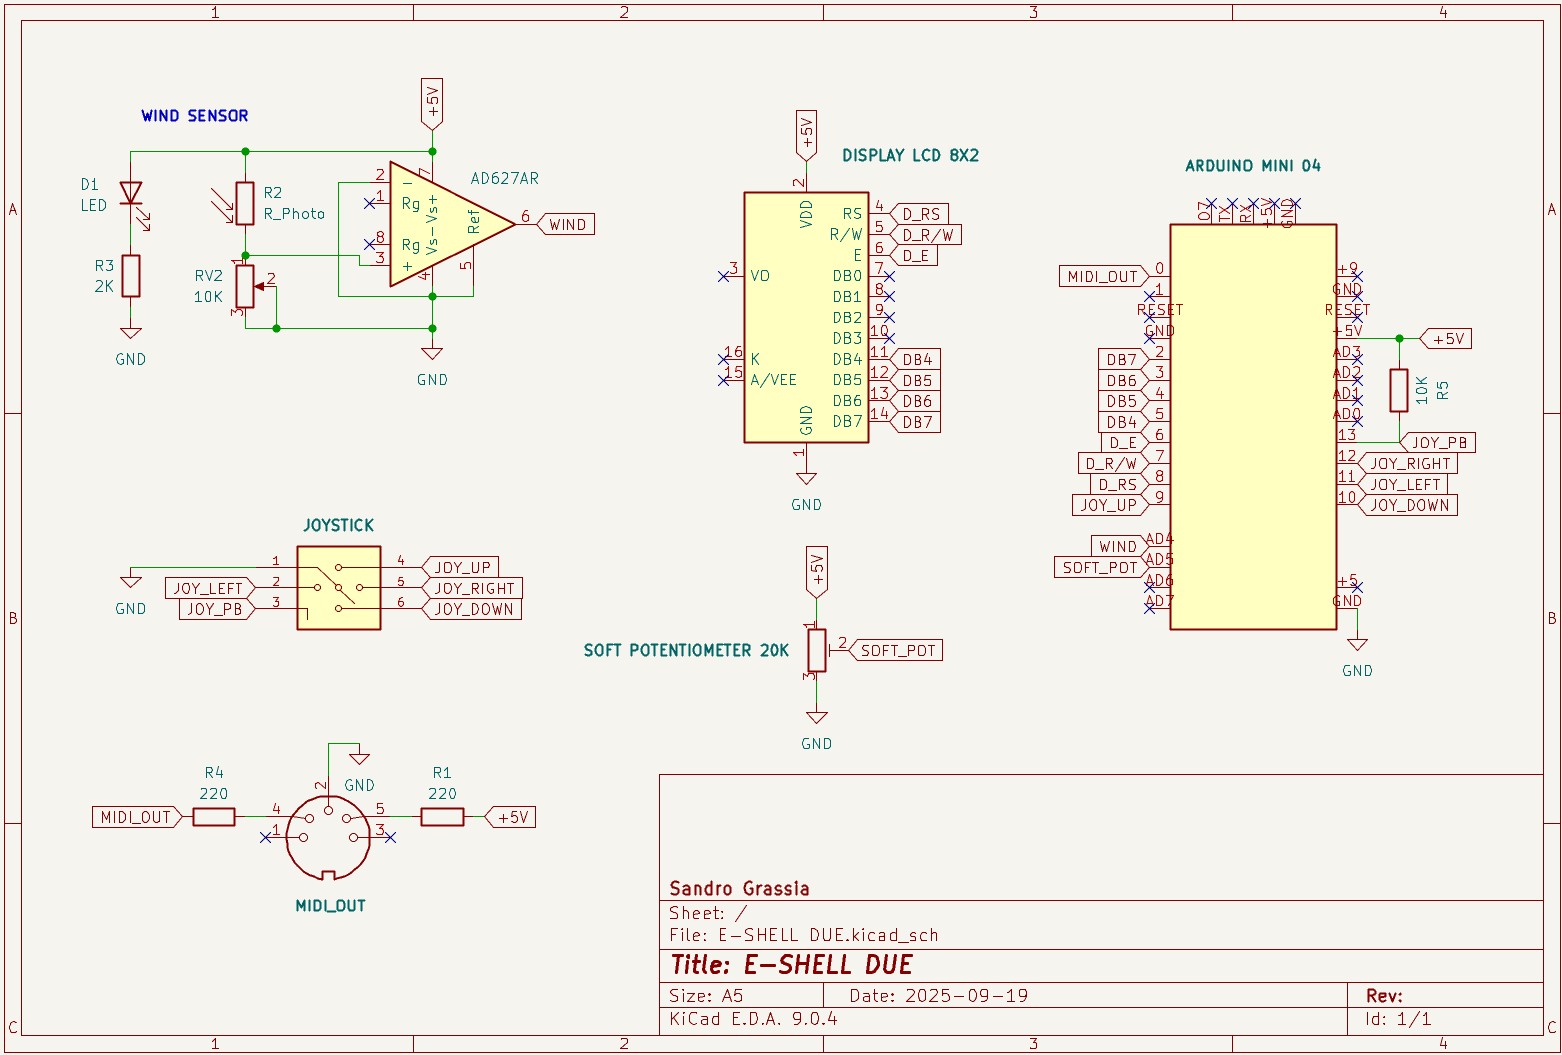 1 2 3 4
A A
B B
C C
WIND SENSOR
+5V
D1
LED
R2
R_Photo
R3
2K
GND
RV2
10K
1
2
3
2
1
8
3
7
4
5
6
−
Rg
Rg
+
Vs−
Vs+
Ref
AD627AR
WIND
GND
+5V
DISPLAY LCD 8X2
2
VDD
RS 4 D_RS
R/W 5 D_R/W
E 6 D_E
3 VO DB0 7
DB1 8
DB2 9
DB3 10
16 K DB4 11 DB4
15 A/VEE DB5 12 DB5
DB6 13 DB6
DB7 14 DB7
GND
1
GND
ARDUINO MINI 04
07 TX RX +5V GND
MIDI_OUT 0 +9
1 GND
RESET RESET
GND +5V +5V
DB7 2 AD3
DB6 3 AD2
DB5 4 AD1
DB4 5 AD0
10K
R5
D_E 6 13 JOY_PB
D_R/W 7 12 JOY_RIGHT
D_RS 8 11 JOY_LEFT
JOY_UP 9 10 JOY_DOWN
WIND AD4
SOFT_POT AD5
AD6 +5
AD7 GND
GND
JOYSTICK
1 4 JOY_UP
JOY_LEFT 2 5 JOY_RIGHT
JOY_PB 3 6 JOY_DOWN
GND
+5V
1
SOFT POTENTIOMETER 20K 2 SOFT_POT
3
GND
R4
220
GND
R1
220
2
MIDI_OUT 4 5 +5V
1 3
MIDI_OUT
Sandro Grassia
Sheet: /
File: E-SHELL DUE.kicad_sch
Title: E-SHELL DUE
Size: A5 Date: 2025-09-19 Rev:
KiCad E.D.A. 9.0.4 Id: 1/1
1 2 3 4